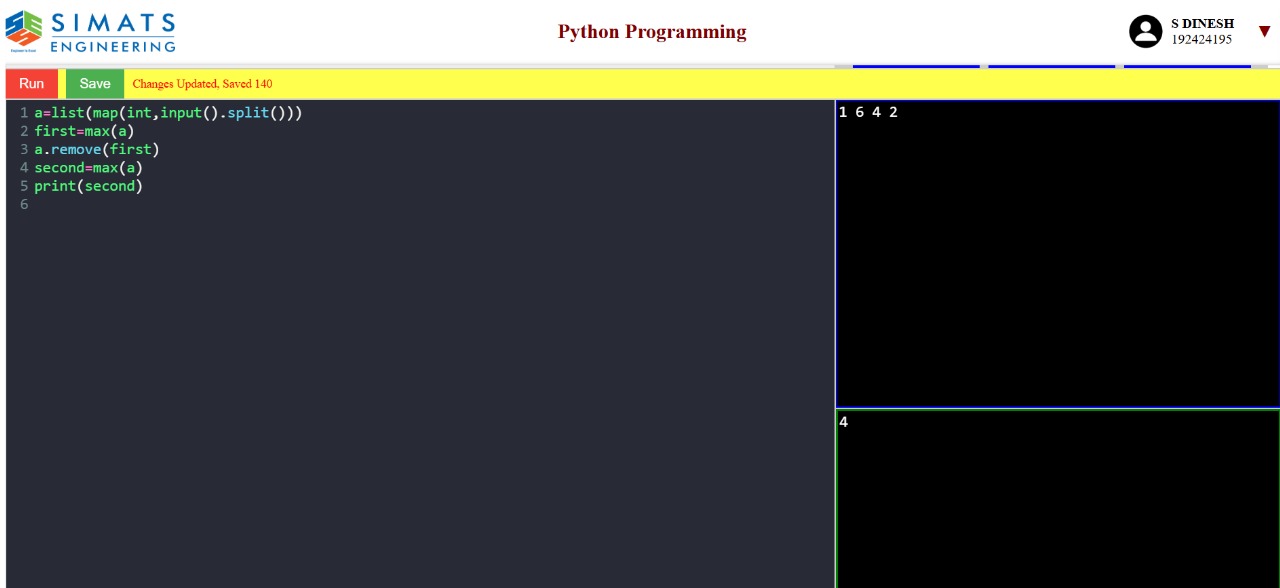 SIMATS
ENGINEERING
Python Programming
S DINESH
192424195
▼
Run
Save
Changes Updated, Saved 140
1 a=list(map(int,input().split()))
2 first=max(a)
3 a.remove(first)
4 second=max(a)
5 print(second)
6
1 6 4 2
4